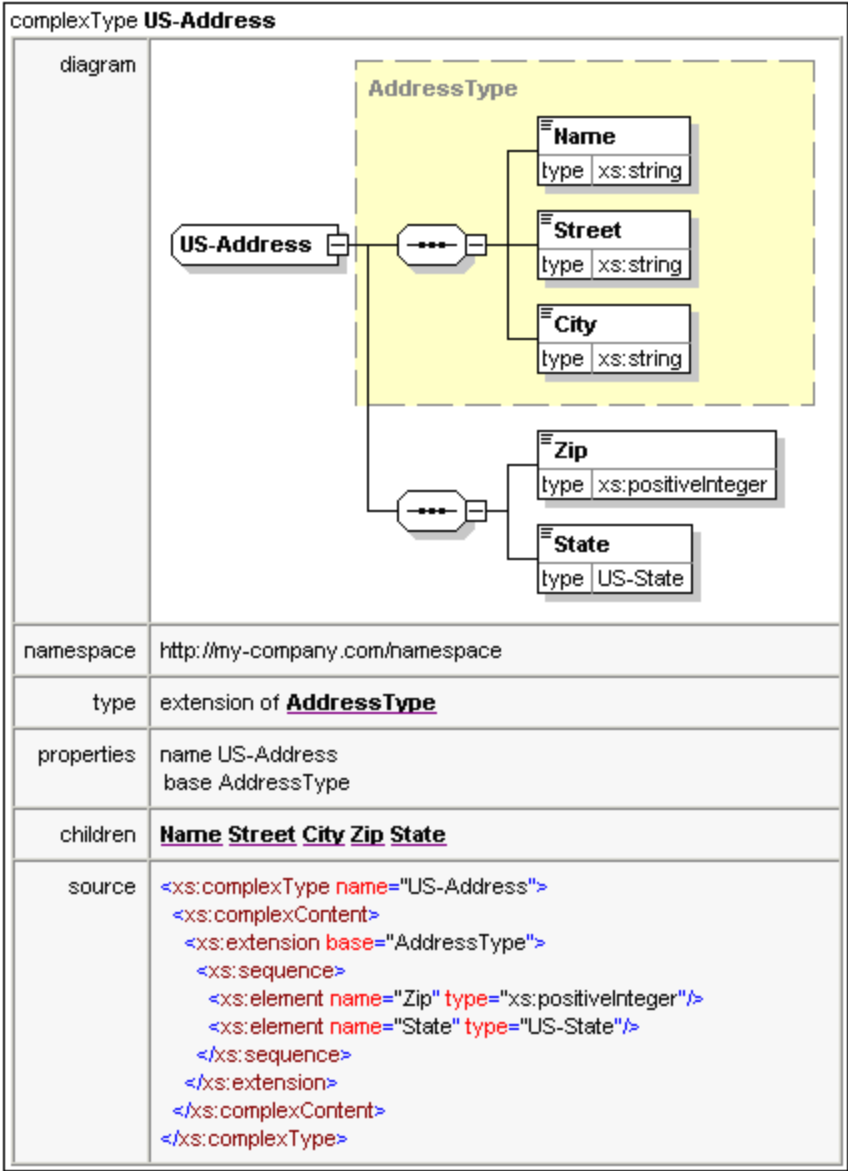 complexType US-Address
diagram
AddressType
Name
type xs:string
US-Address
Street
type xs:string
City
type xs:string
Zip
type xs:positiveInteger
State
type US-State
namespace http://my-company.com/namespace
type extension of AddressType
properties name US-Address
base AddressType
children Name Street City Zip State
source <xs:complexType name="US-Address">
<xs:complexContent>
<xs:extension base="AddressType">
<xs:sequence>
<xs:element name="Zip" type="xs:positiveInteger"/>
<xs:element name="State" type="US-State"/>
</xs:sequence>
</xs:extension>
</xs:complexContent>
</xs:complexType>